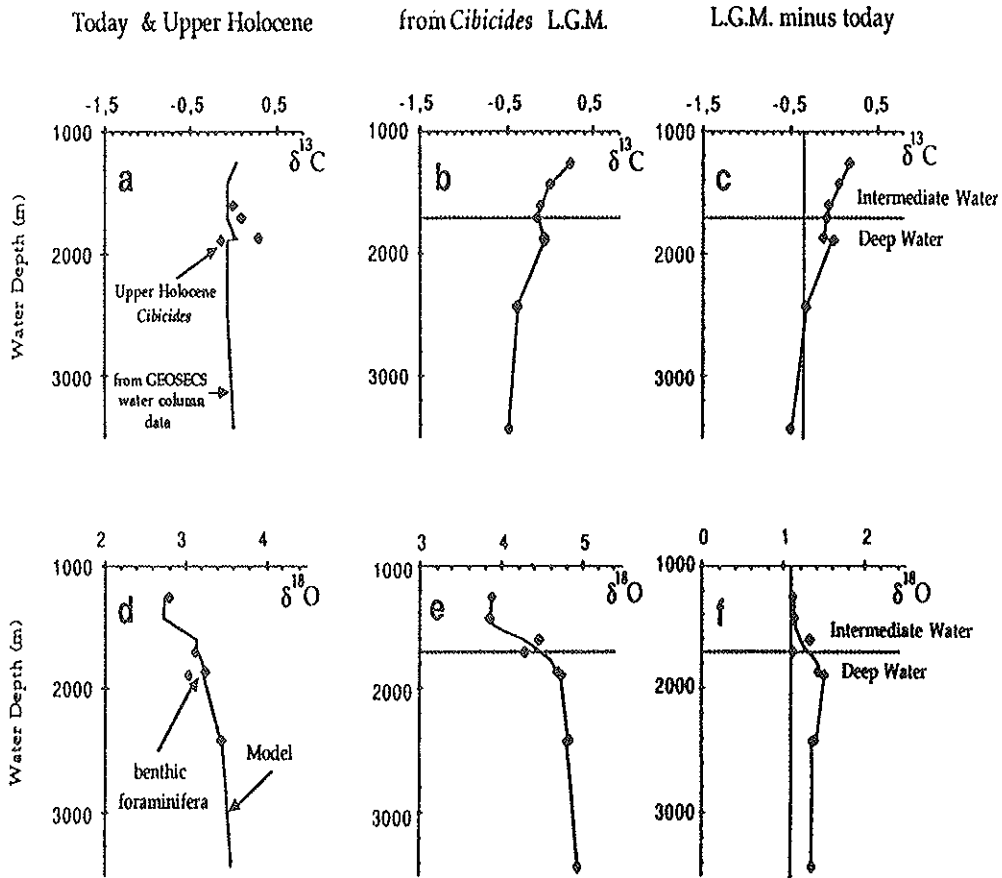 Today & Upper Holocene
from Cibicides L.G.M.
L.G.M. minus today
-1,5 -0,5 0,5
-1,5 -0,5 0,5
-1,5 -0,5 0,5
1000
1000
1000
δ¹³C
δ¹³C
δ¹³C
a
b
c
Intermediate Water
Deep Water
Water Depth (m)
2000
2000
2000
Upper Holocene
Cibicides
from GEOSECS
water column
data
3000
3000
3000
2 3 4
3 4 5
0 1 2
1000
1000
1000
δ¹⁸O
δ¹⁸O
δ¹⁸O
d
e
f
Intermediate Water
Deep Water
Water Depth (m)
2000
2000
2000
benthic
foraminifera
Model
3000
3000
3000